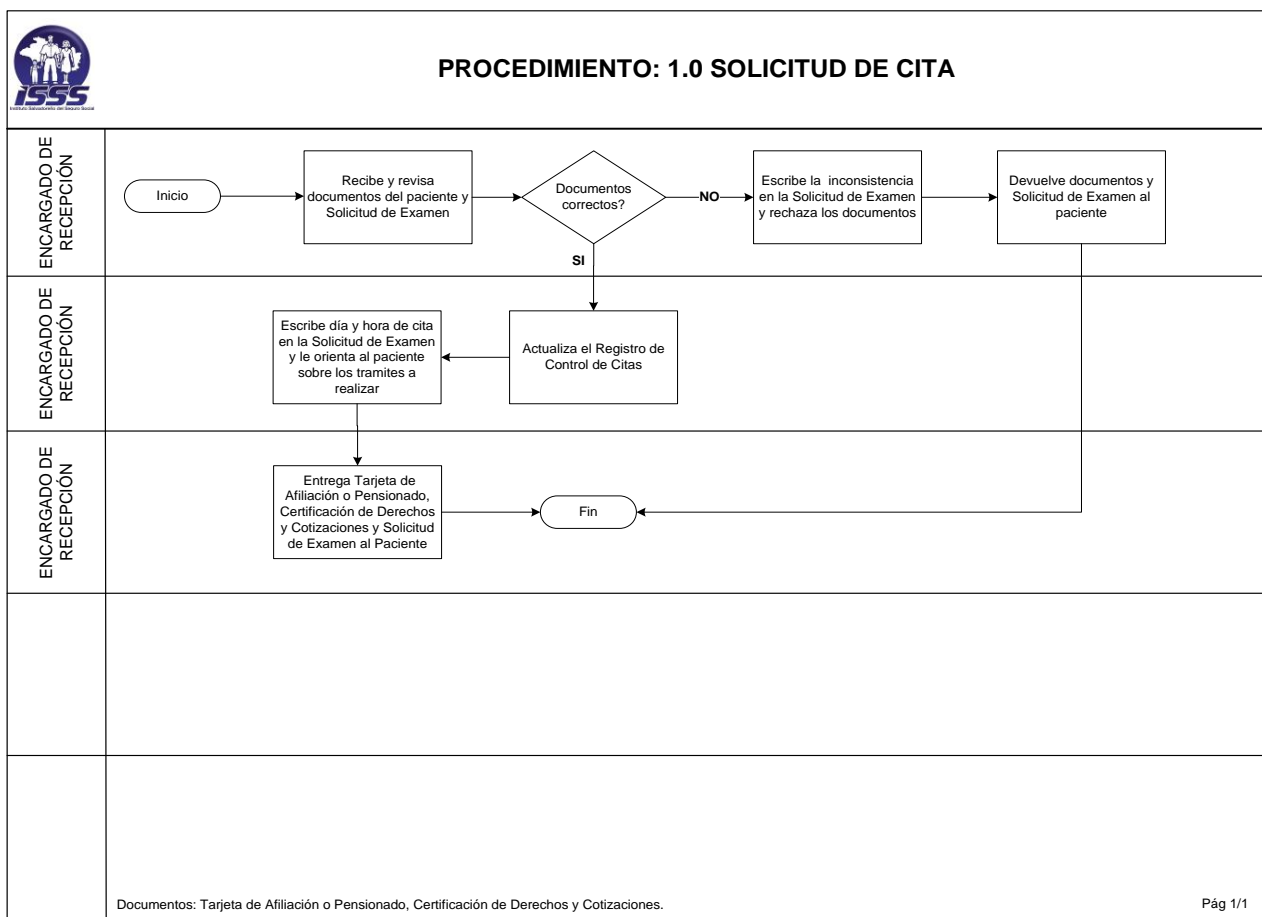 ISSS
Instituto Salvadoreño del Seguro Social
PROCEDIMIENTO: 1.0 SOLICITUD DE CITA
ENCARGADO DE
RECEPCIÓN
Inicio
Recibe y revisa
documentos del paciente y
Solicitud de Examen
Documentos
correctos?
NO
Escribe la inconsistencia
en la Solicitud de Examen
y rechaza los documentos
Devuelve documentos y
Solicitud de Examen al
paciente
SI
ENCARGADO DE
RECEPCIÓN
Escribe día y hora de cita
en la Solicitud de Examen
y le orienta al paciente
sobre los tramites a
realizar
Actualiza el Registro de
Control de Citas
ENCARGADO DE
RECEPCIÓN
Entrega Tarjeta de
Afiliación o Pensionado,
Certificación de Derechos
y Cotizaciones y Solicitud
de Examen al Paciente
Fin
Documentos: Tarjeta de Afiliación o Pensionado, Certificación de Derechos y Cotizaciones.
Pág 1/1